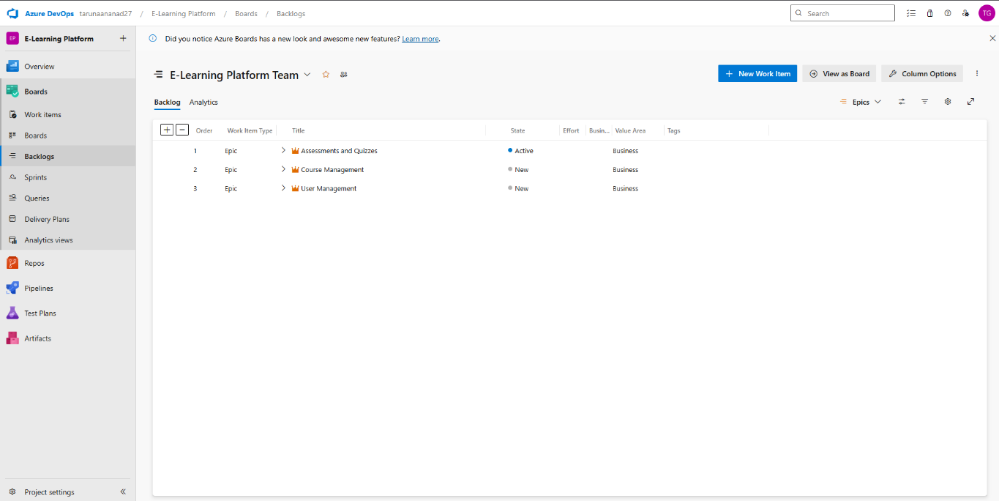 Azure DevOps tarunaananad27 / E-Learning Platform / Boards / Backlogs Search TG
EP E-Learning Platform
Did you notice Azure Boards has a new look and awesome new features? Learn more.
Overview
Boards
Work items
Boards
Backlogs
Sprints
Queries
Delivery Plans
Analytics views
Repos
Pipelines
Test Plans
Artifacts
Project settings
E-Learning Platform Team
New Work Item View as Board Column Options
Backlog Analytics Epics
Order Work Item Type Title State Effort Busin... Value Area Tags
1 Epic Assessments and Quizzes Active Business
2 Epic Course Management New Business
3 Epic User Management New Business